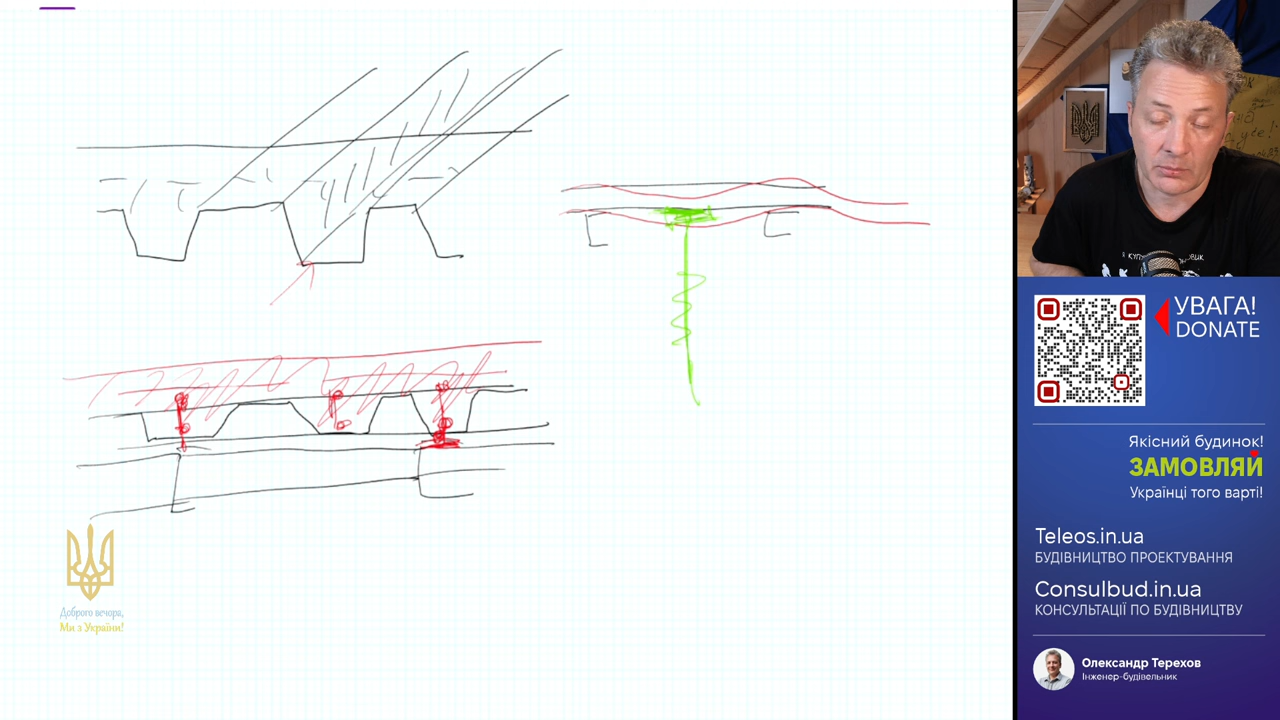 Доброго вечора,
Ми з України!
УВАГА!
DONATE
Якісний будинок!
ЗАМОВЛЯЙ
Українці того варті!
Teleos.in.ua
БУДІВНИЦТВО ПРОЕКТУВАННЯ
Consulbud.in.ua
КОНСУЛЬТАЦІЇ ПО БУДІВНИЦТВУ
Олександр Терехов
Інженер-будівельник